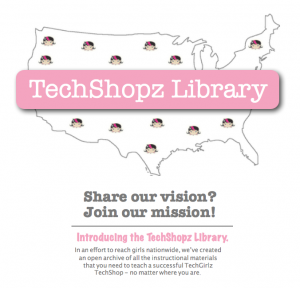 TechShopz Library
Share our vision?
Join our mission!
Introducing the TechShopz Library.
In an effort to reach girls nationwide, we've created
an open archive of all the instructional materials
that you need to teach a successful TechGirlz
TechShop – no matter where you are.